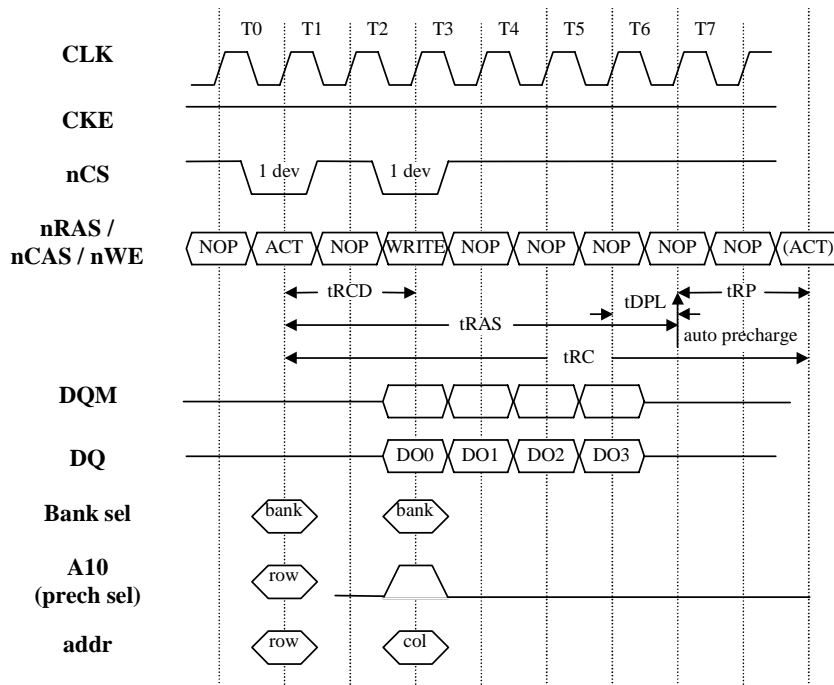 T0 T1 T2 T3 T4 T5 T6 T7
CLK
CKE
nCS 1 dev 1 dev
nRAS /
nCAS / nWE
NOP ACT NOP WRITE NOP NOP NOP NOP NOP (ACT)
tRCD tDPL tRP
tRAS
auto precharge
tRC
DQM
DQ DO0 DO1 DO2 DO3
Bank sel bank bank
A10
(prech sel)
row
addr row col